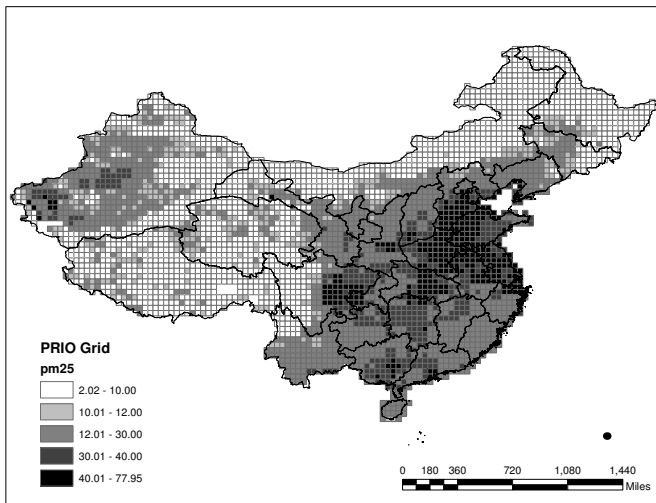 PRIO Grid
pm25
2.02 - 10.00
10.01 - 12.00
12.01 - 30.00
30.01 - 40.00
40.01 - 77.95
0 180 360 720 1,080 1,440
Miles